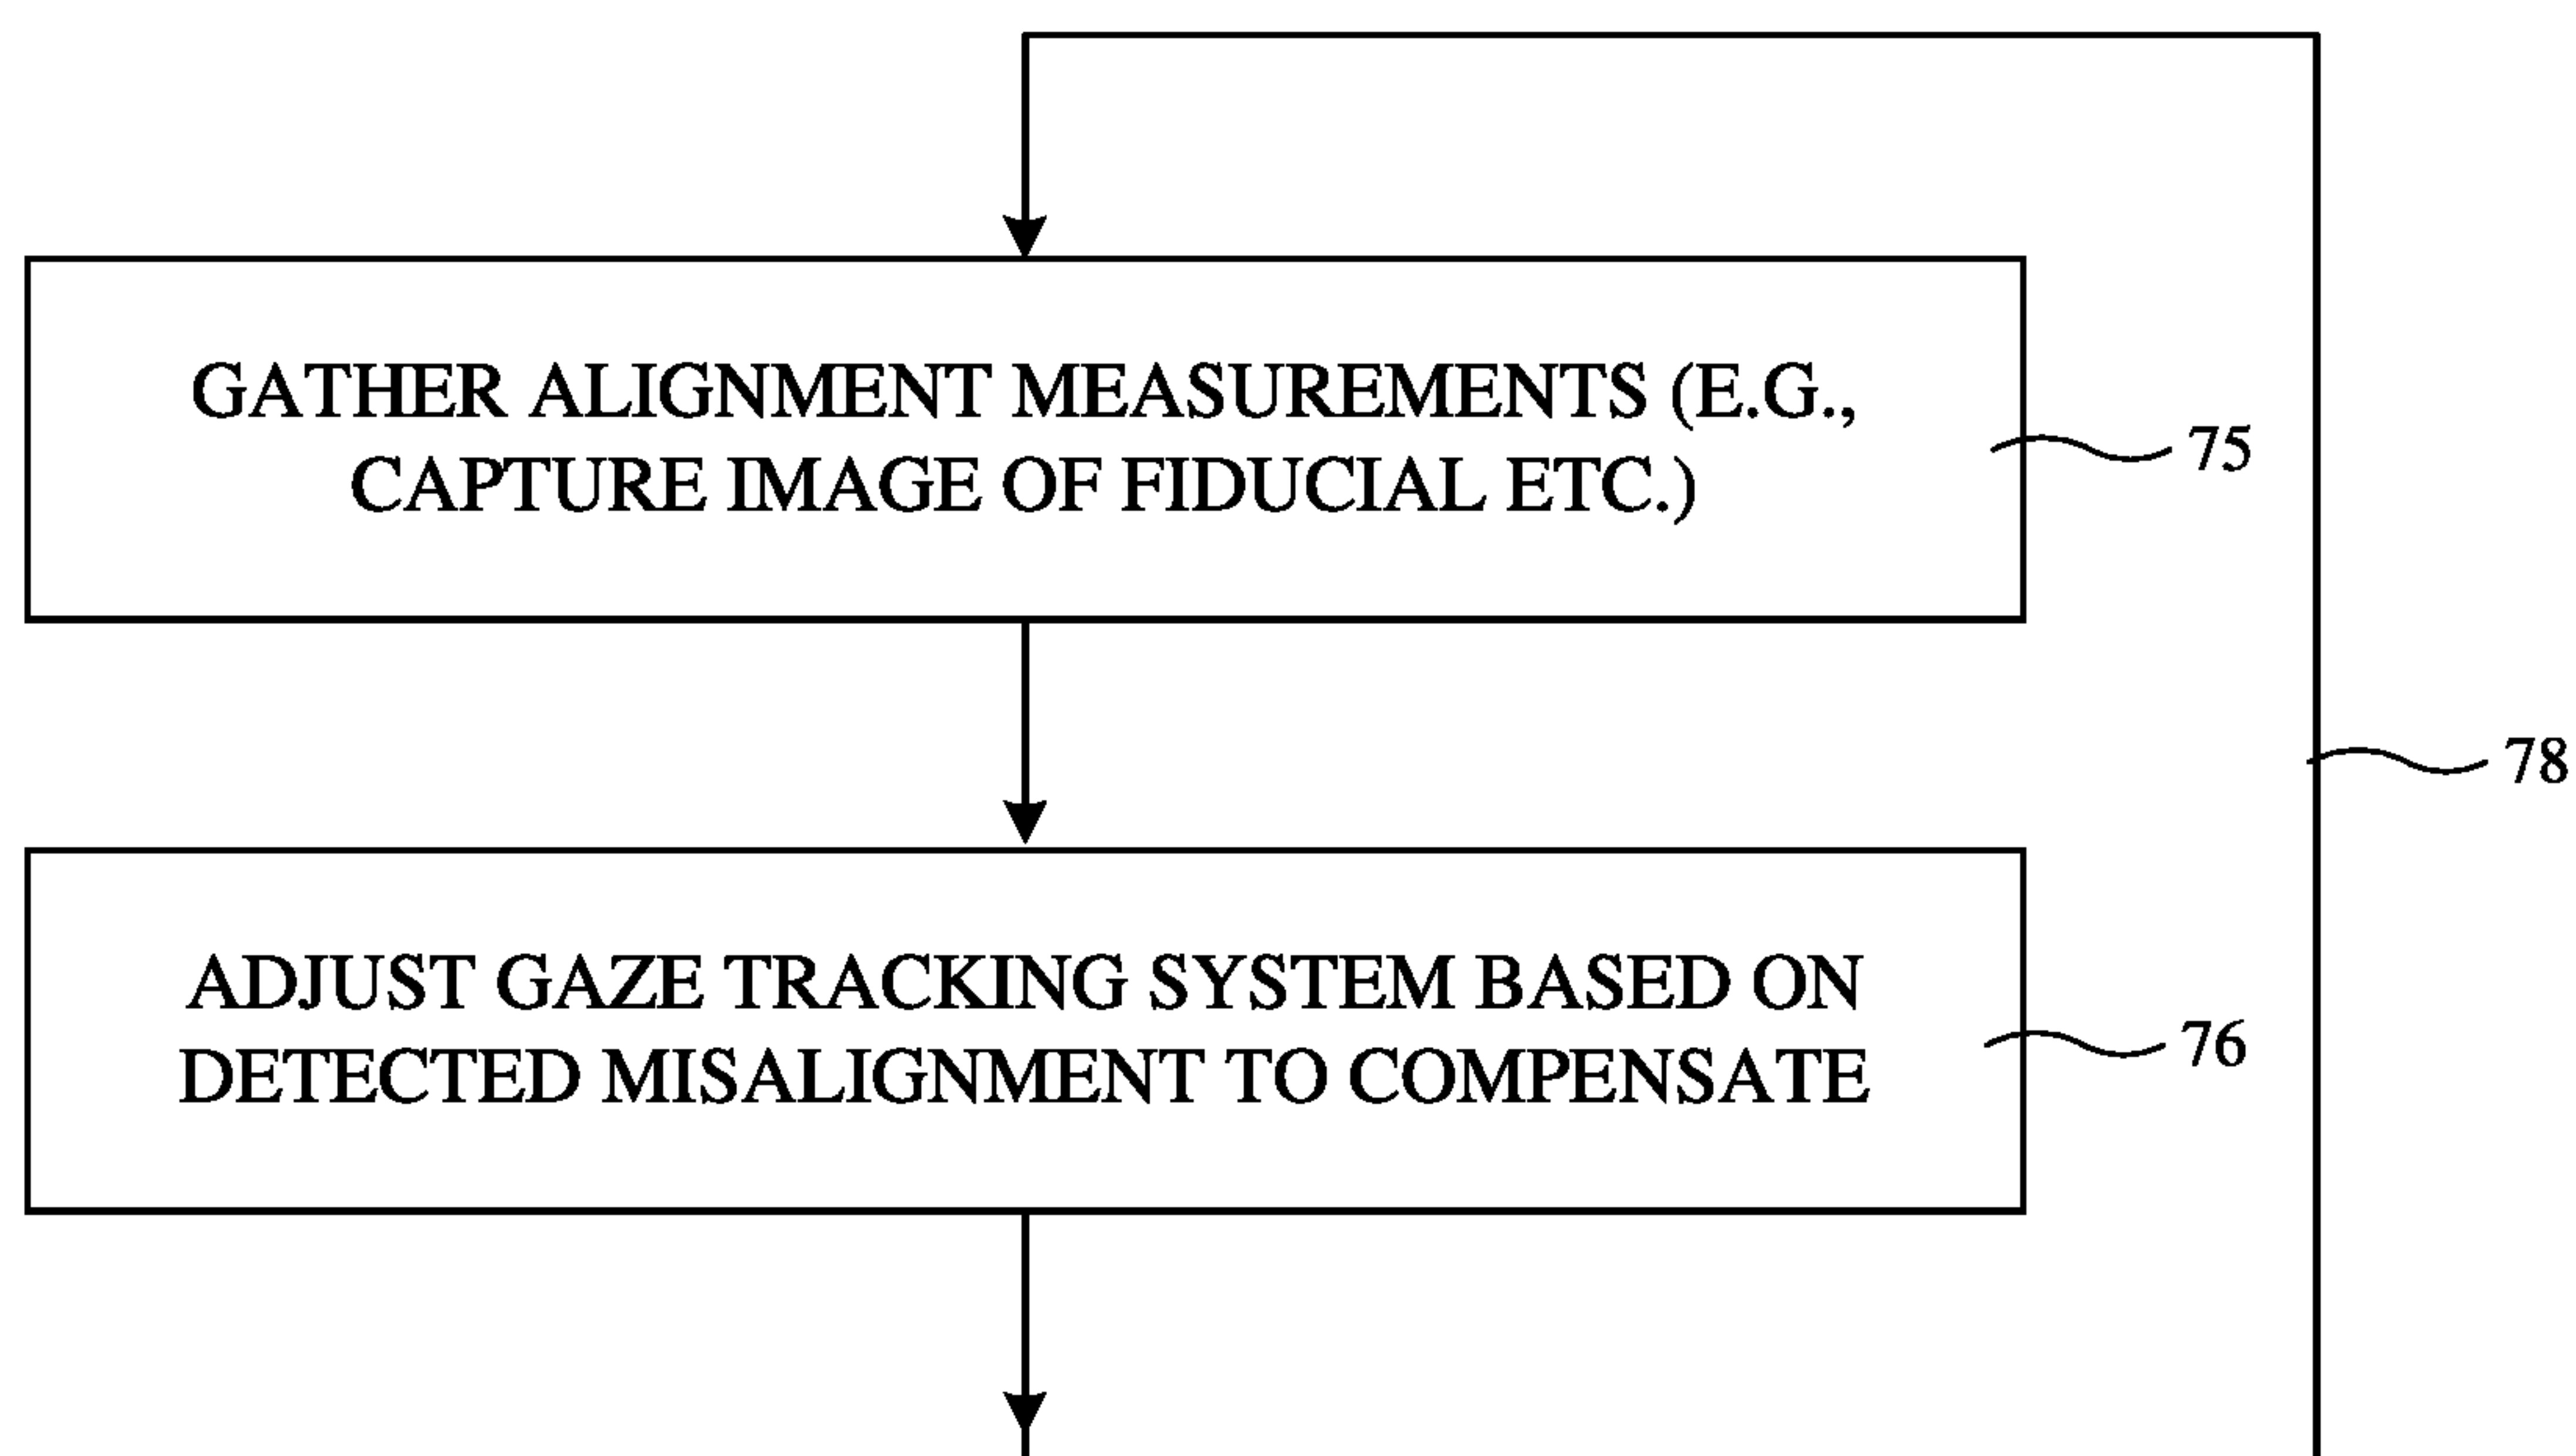 GATHER ALIGNMENT MEASUREMENTS (E.G.,
CAPTURE IMAGE OF FIDUCIAL ETC.)
75
78
ADJUST GAZE TRACKING SYSTEM BASED ON
DETECTED MISALIGNMENT TO COMPENSATE
76